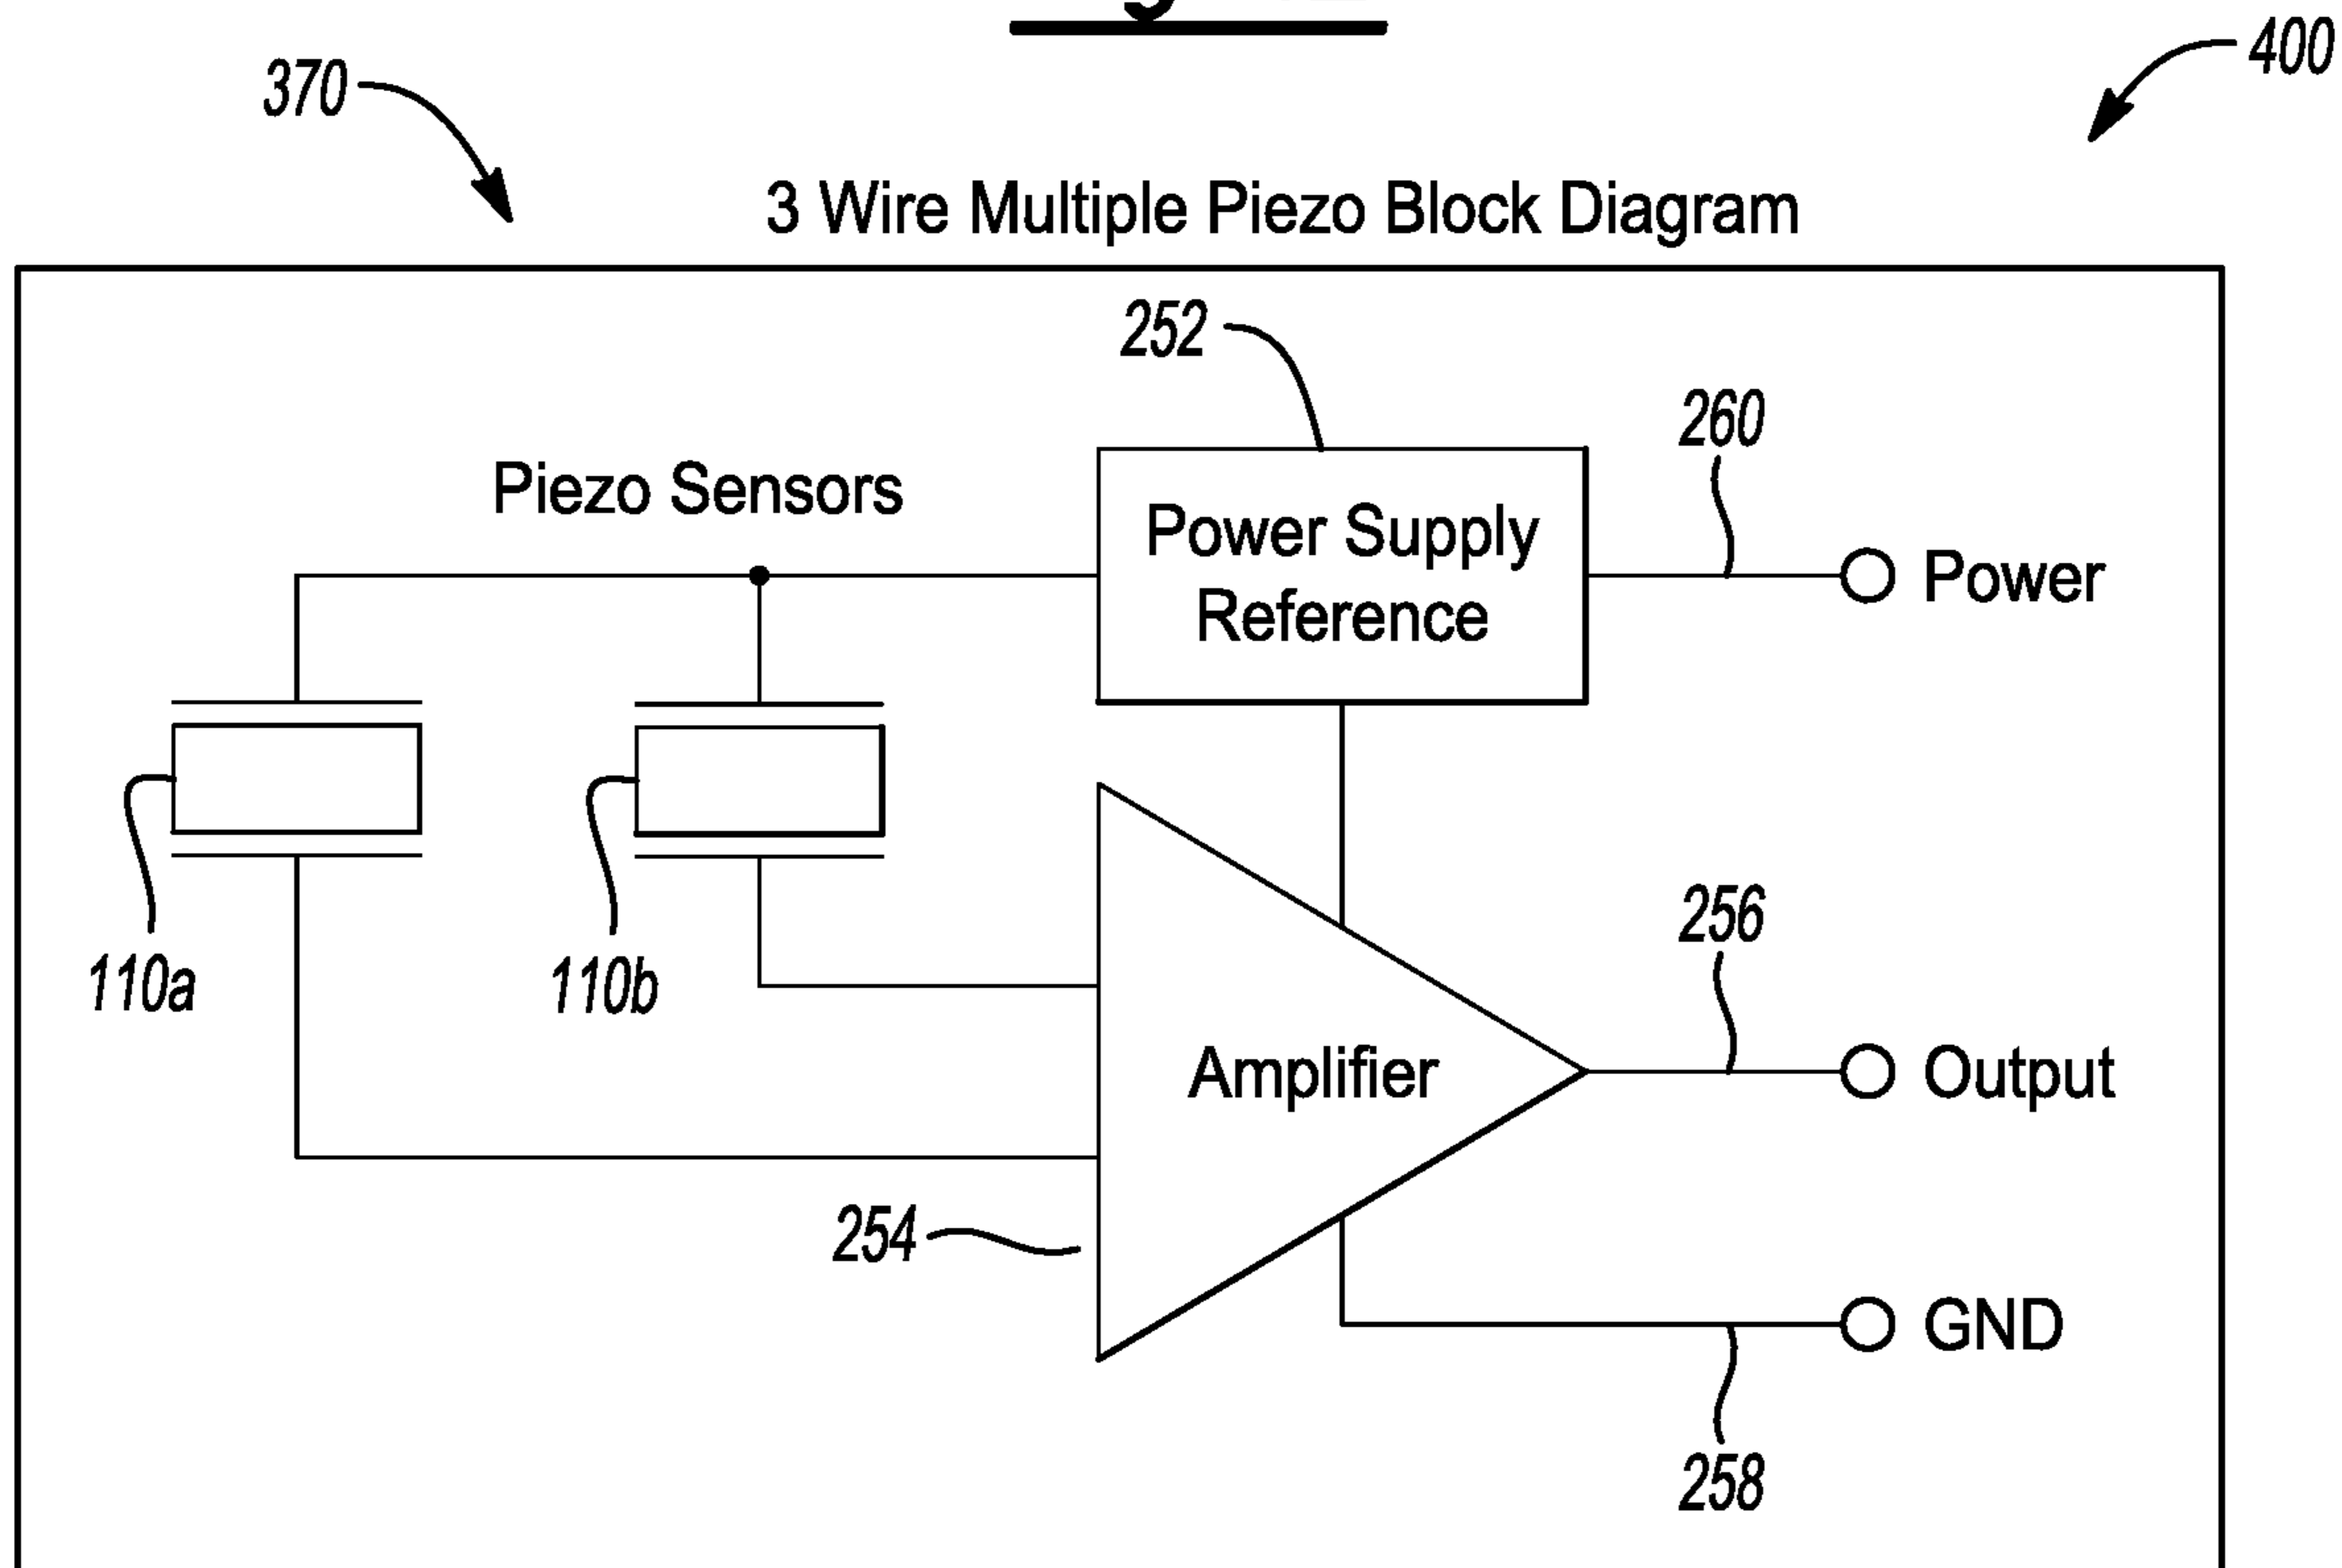 370
400
3 Wire Multiple Piezo Block Diagram
252
260
Piezo Sensors
Power Supply
Reference
Power
110a
110b
256
Amplifier
Output
254
GND
258